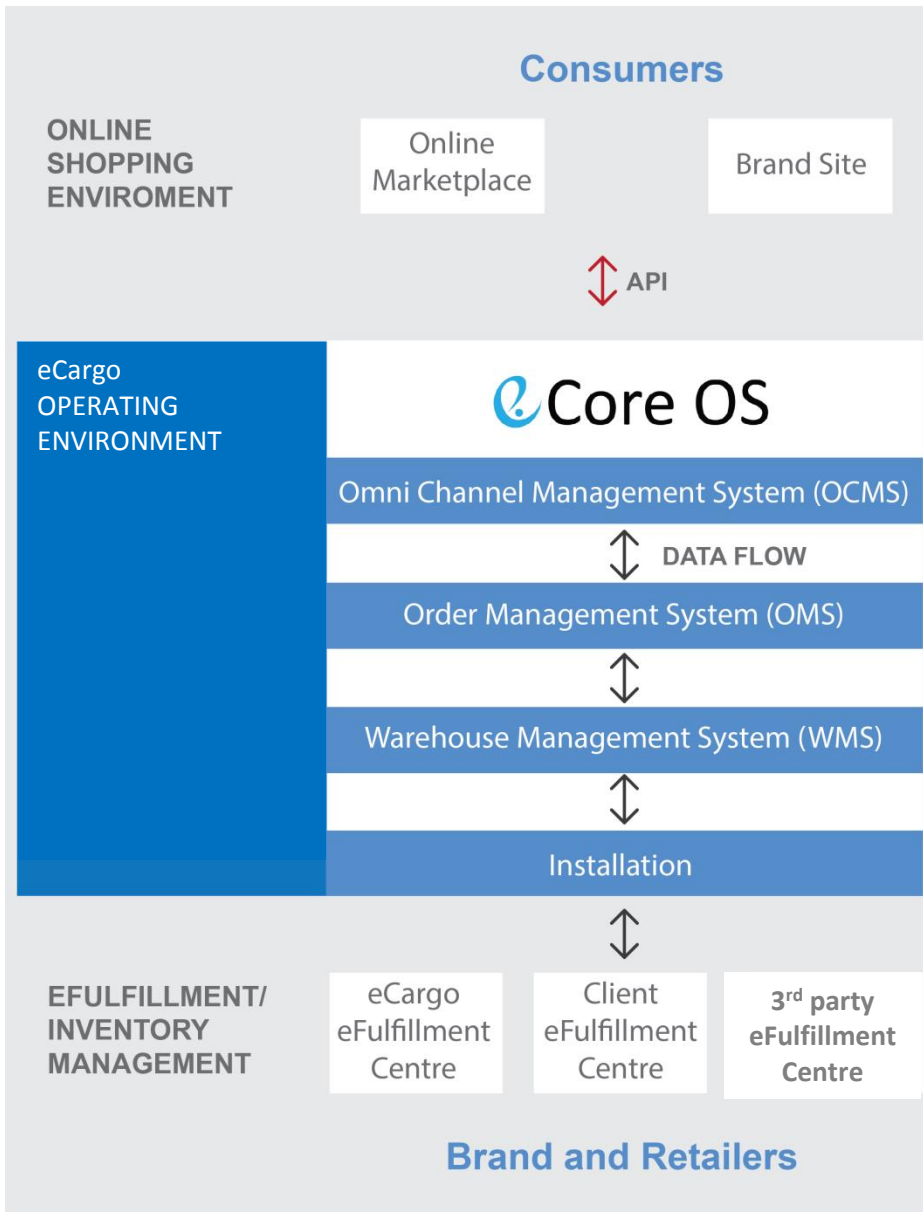 Consumers
ONLINE
SHOPPING
ENVIROMENT
Online
Marketplace
Brand Site
API
eCargo
OPERATING
ENVIRONMENT
e Core OS
Omni Channel Management System (OCMS)
DATA FLOW
Order Management System (OMS)
Warehouse Management System (WMS)
Installation
EFULFILLMENT/
INVENTORY
MANAGEMENT
eCargo
eFulfillment
Centre
Client
eFulfillment
Centre
3rd party
eFulfillment
Centre
Brand and Retailers